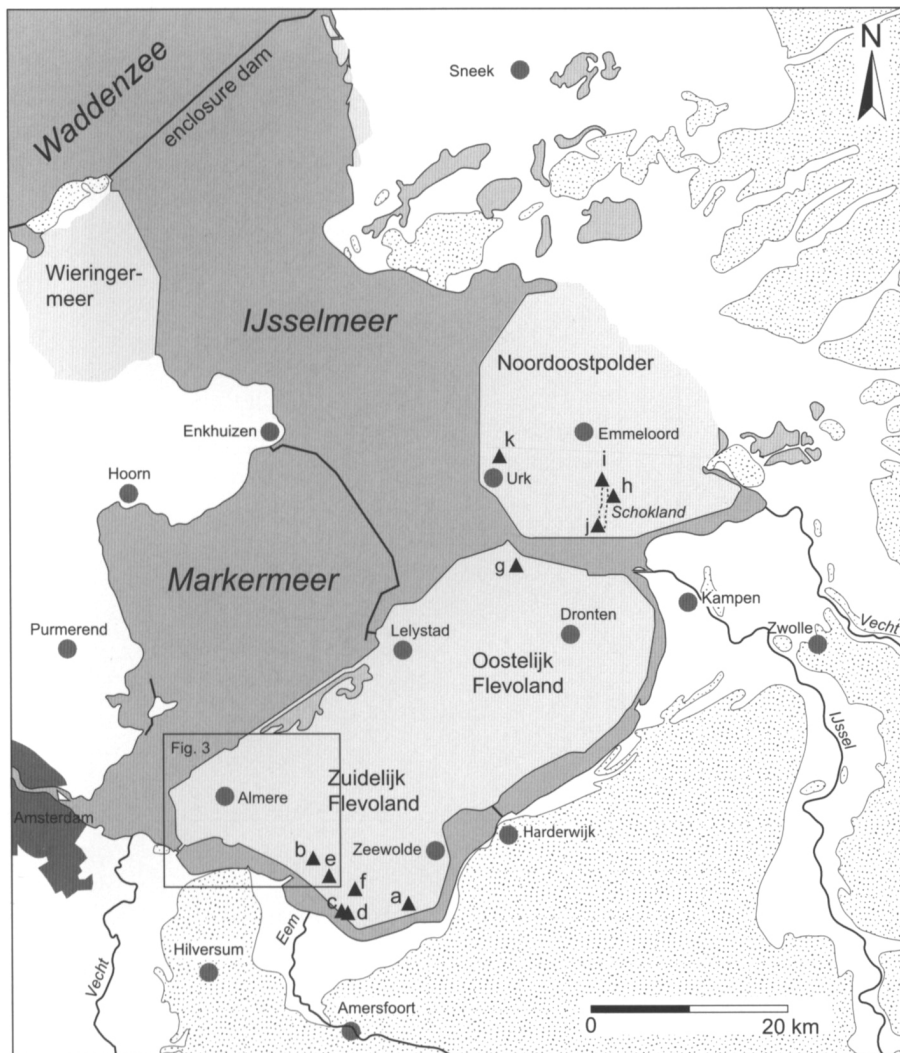 Waddenzee
enclosure dam
Sneek
N
Wieringer-
meer
IJsselmeer
Noordoostpolder
Enkhuizen
Emmeloord
k
i
Hoorn
Urk
h
Schokland
j
Markermeer
g
Kampen
Purmerend
Lelystad
Dronten
Zwolle
Vecht
Oostelijk
Flevoland
IJssel
Fig. 3
Zuidelijk
Flevoland
Almere
Amsterdam
Zeewolde
Harderwijk
b
e
f
a
c
d
Eem
Hilversum
Vecht
Amersfoort
0
20 km